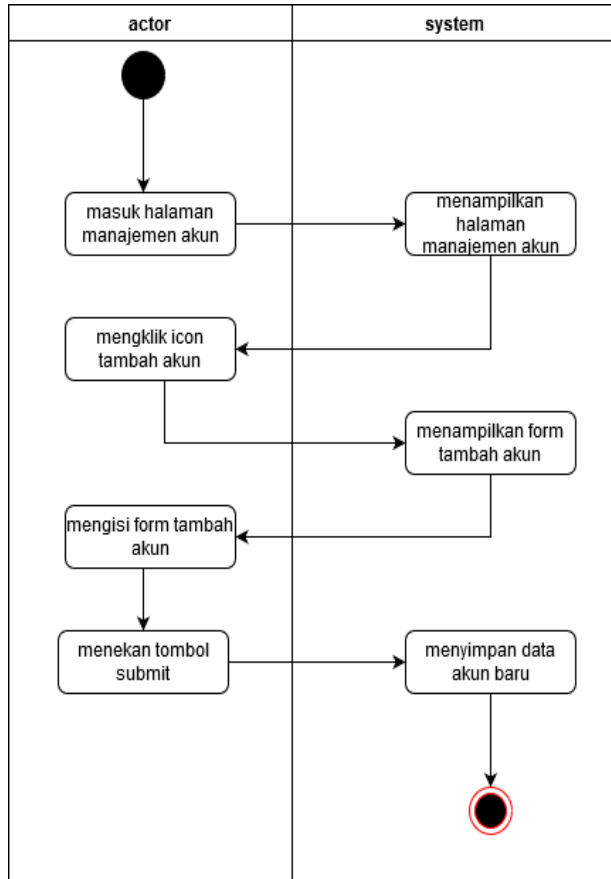 actor
system
masuk halaman
manajemen akun
menampilkan
halaman
manajemen akun
mengklik icon
tambah akun
menampilkan form
tambah akun
mengisi form tambah
akun
menekan tombol
submit
menyimpan data
akun baru